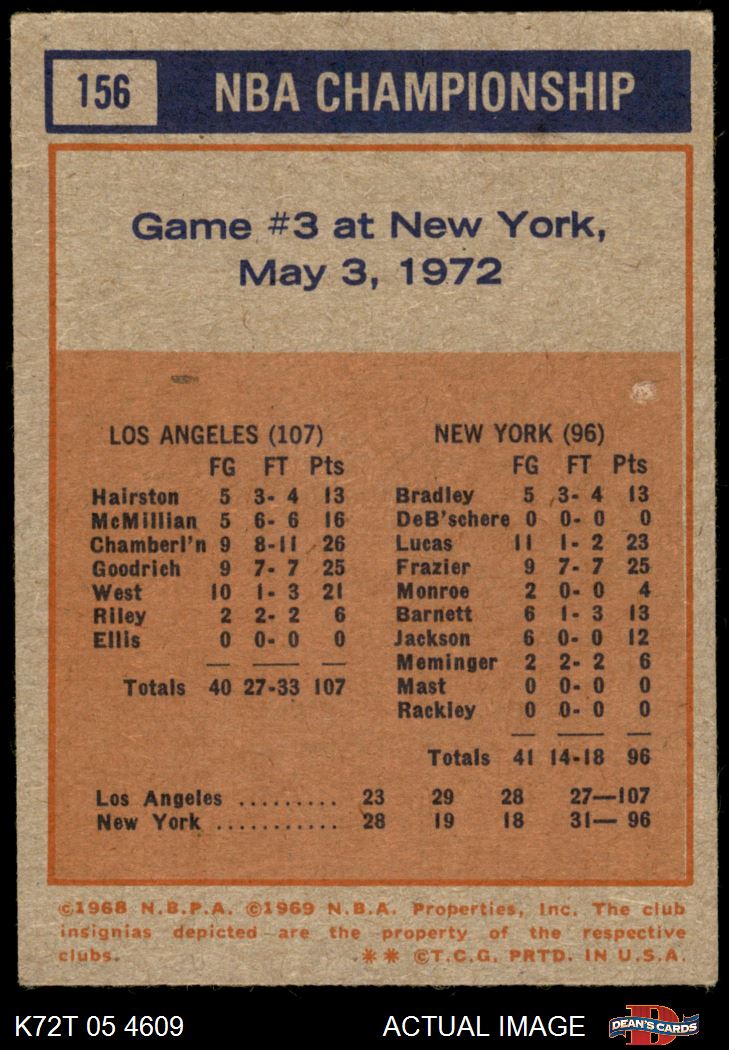 156 NBA CHAMPIONSHIP
Game #3 at New York,
May 3, 1972
LOS ANGELES (107)
FG FT Pts
Hairston 5 3- 4 13
McMillian 5 6- 6 16
Chamberl'n 9 8-11 26
Goodrich 9 7- 7 25
West 10 1- 3 21
Riley 2 2- 2 6
Ellis 0 0- 0 0
Totals 40 27-33 107
NEW YORK (96)
FG FT Pts
Bradley 5 3- 4 13
DeB'schere 0 0- 0 0
Lucas 11 1- 2 23
Frazier 9 7- 7 25
Monroe 2 0- 0 4
Barnett 6 1- 3 13
Jackson 6 0- 0 12
Meminger 2 2- 2 6
Mast 0 0- 0 0
Rackley 0 0- 0 0
Totals 41 14-18 96
Los Angeles ......... 23 29 28 27—107
New York ........... 28 19 18 31— 96
©1968 N.B.P.A. ©1969 N.B.A. Properties, Inc. The club
insignias depicted are the property of the respective
clubs. ** ©T.C.G. PRTD. IN U.S.A.
K72T 05 4609 ACTUAL IMAGE D DEAN'S CARDS